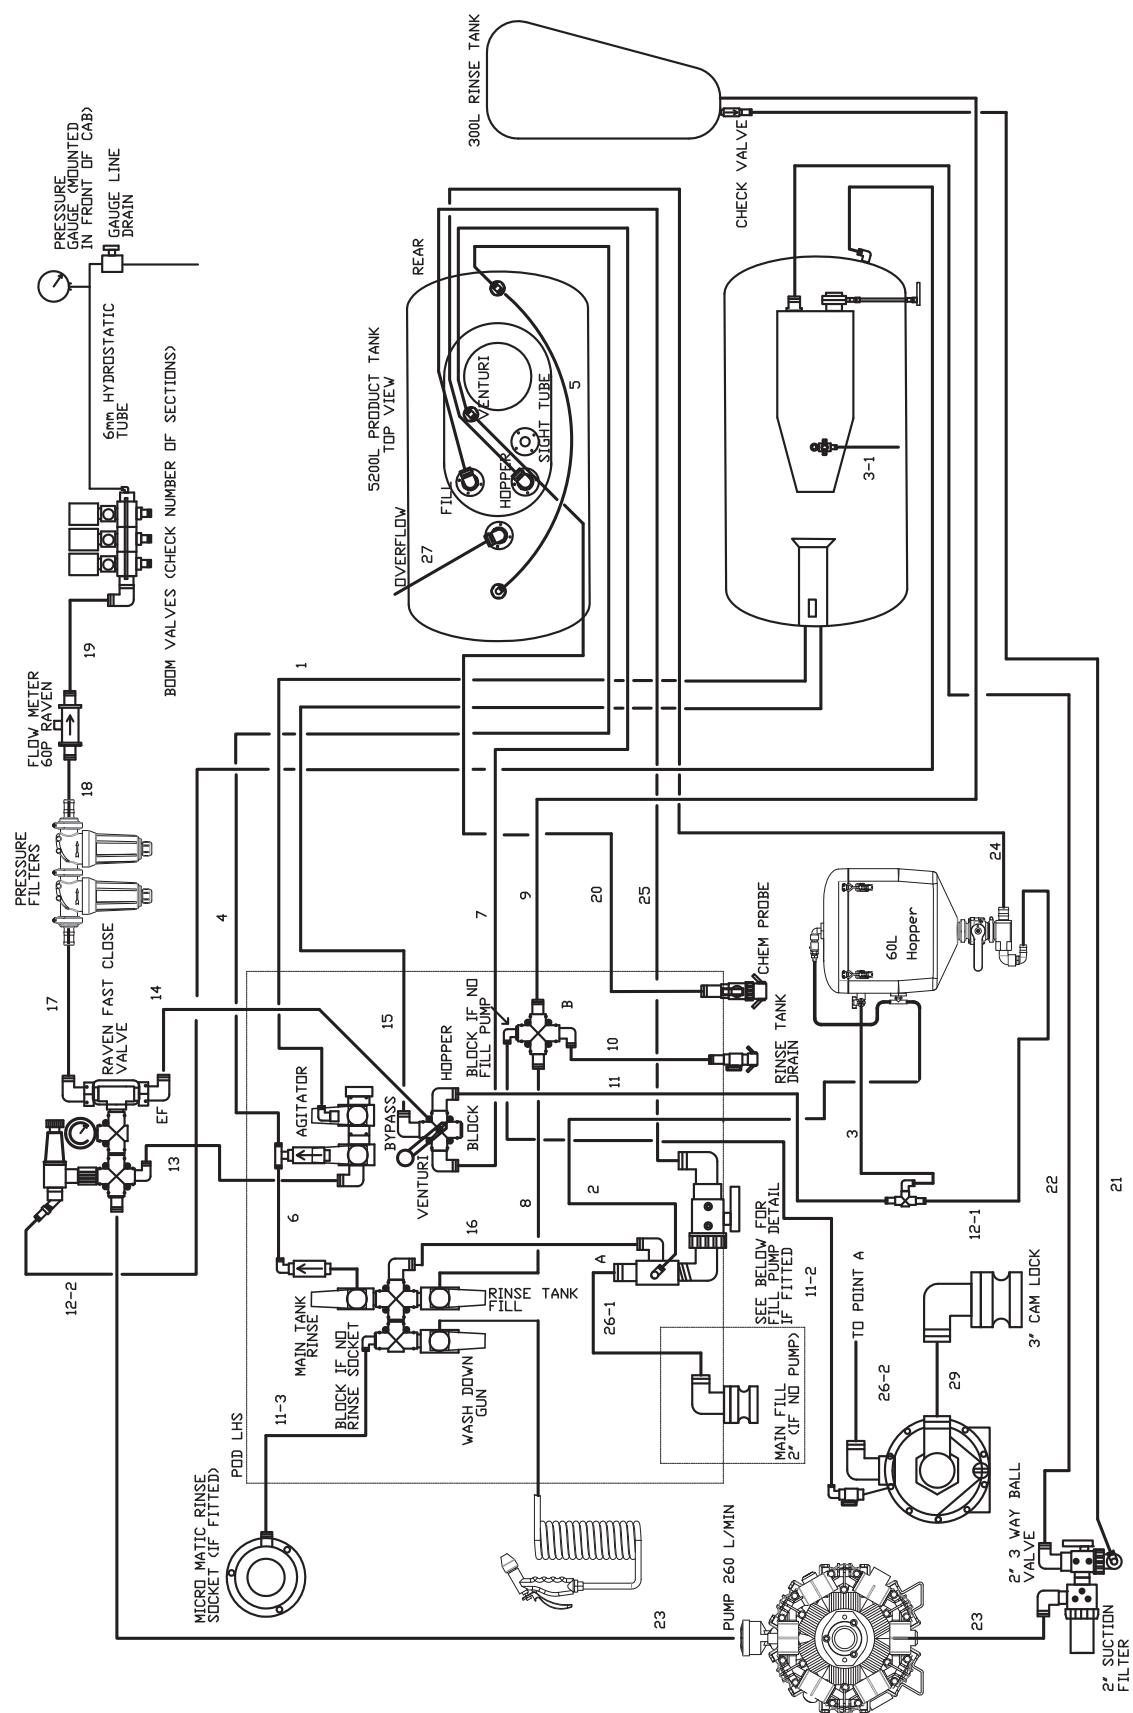 PRESSURE
GAUGE (MOUNTED
IN FRONT OF CAB)
GAUGE LINE
DRAIN
6mm HYDROSTATIC
TUBE
BOOM VALVES (CHECK NUMBER OF SECTIONS)
19
FLOW METER
60P RAVEN
18
PRESSURE
FILTERS
17
RAVEN FAST CLOSE
VALVE
14
EF
13
12-2
300L RINSE TANK
CHECK VALVE
5200L PRODUCT TANK
TOP VIEW
REAR
VENTURI
SIGHT TUBE
5
FILL
HOPPER
OVERFLOW
27
3-1
1
4
7
9
20
25
24
POD LHS
AGITATOR
BYPASS
15
HOPPER
BLOCK IF NO
FILL PUMP
B
BLOCK
VENTURI
10
11
CHEM PROBE
RINSE TANK
DRAIN
60L
Hopper
3
12-1
22
21
6
16
8
2
A
MAIN TANK
RINSE
BLOCK IF NO
RINSE SOCKET
RINSE TANK
FILL
WASH DOWN
GUN
26-1
SEE BELOW FOR
FILL PUMP DETAIL
IF FITTED
11-2
MAIN FILL
2" (IF NO PUMP)
TO POINT A
26-2
29
3" CAM LOCK
11-3
MICRO MATIC RINSE
SOCKET (IF FITTED)
23
PUMP 260 L/MIN
23
2" 3 WAY BALL
VALVE
2" SUCTION
FILTER